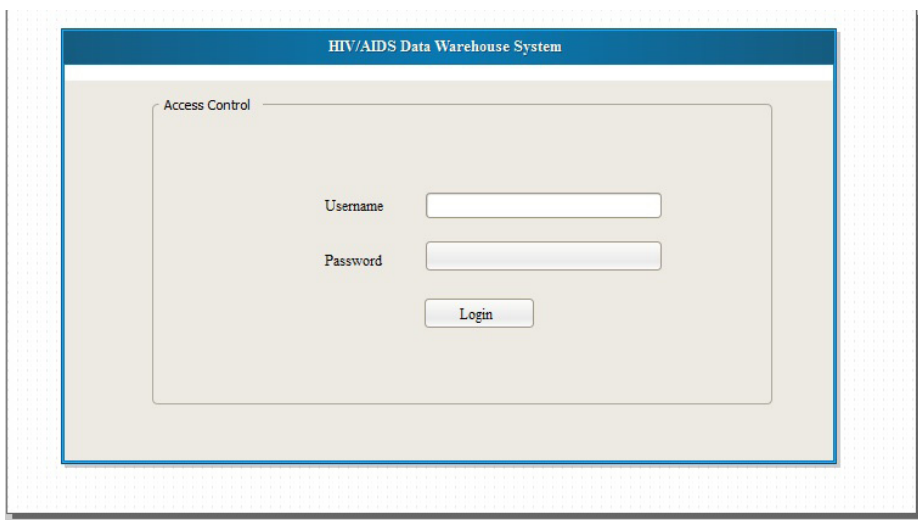 HIV/AIDS Data Warehouse System
Access Control
Username
Password
Login